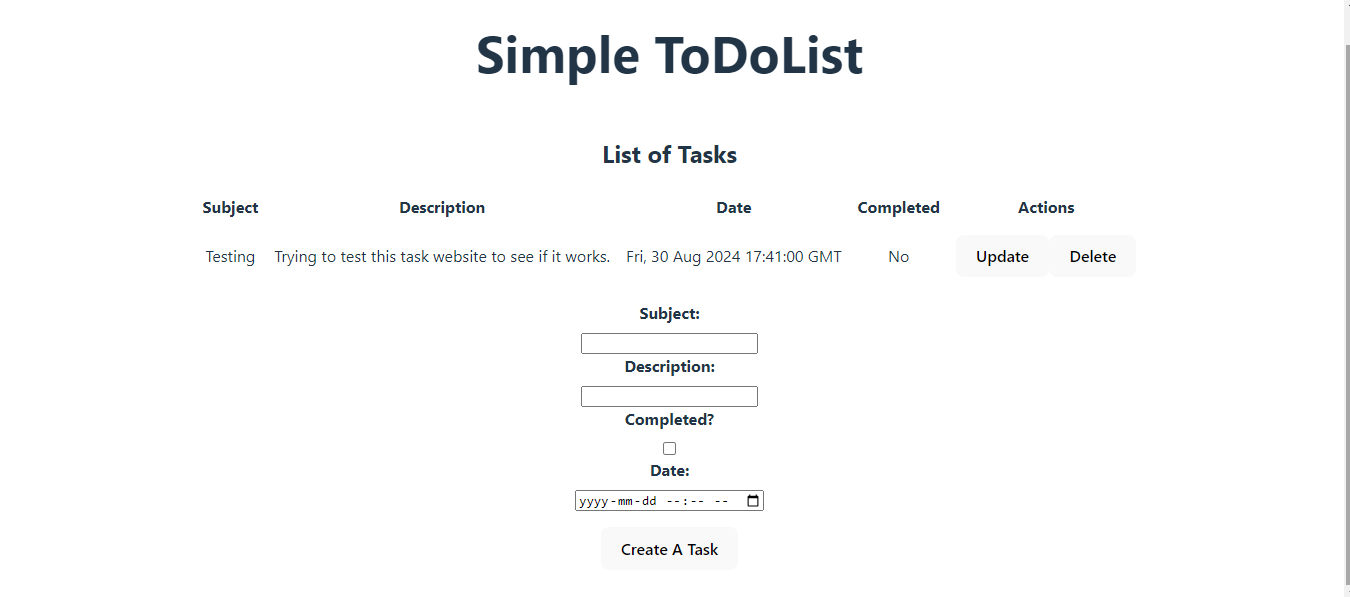 Simple ToDoList
List of Tasks
Subject Description Date Completed Actions
Testing Trying to test this task website to see if it works. Fri, 30 Aug 2024 17:41:00 GMT No Update Delete
Subject:
Description:
Completed?
Date:
yyyy-mm-dd --:-- --
Create A Task